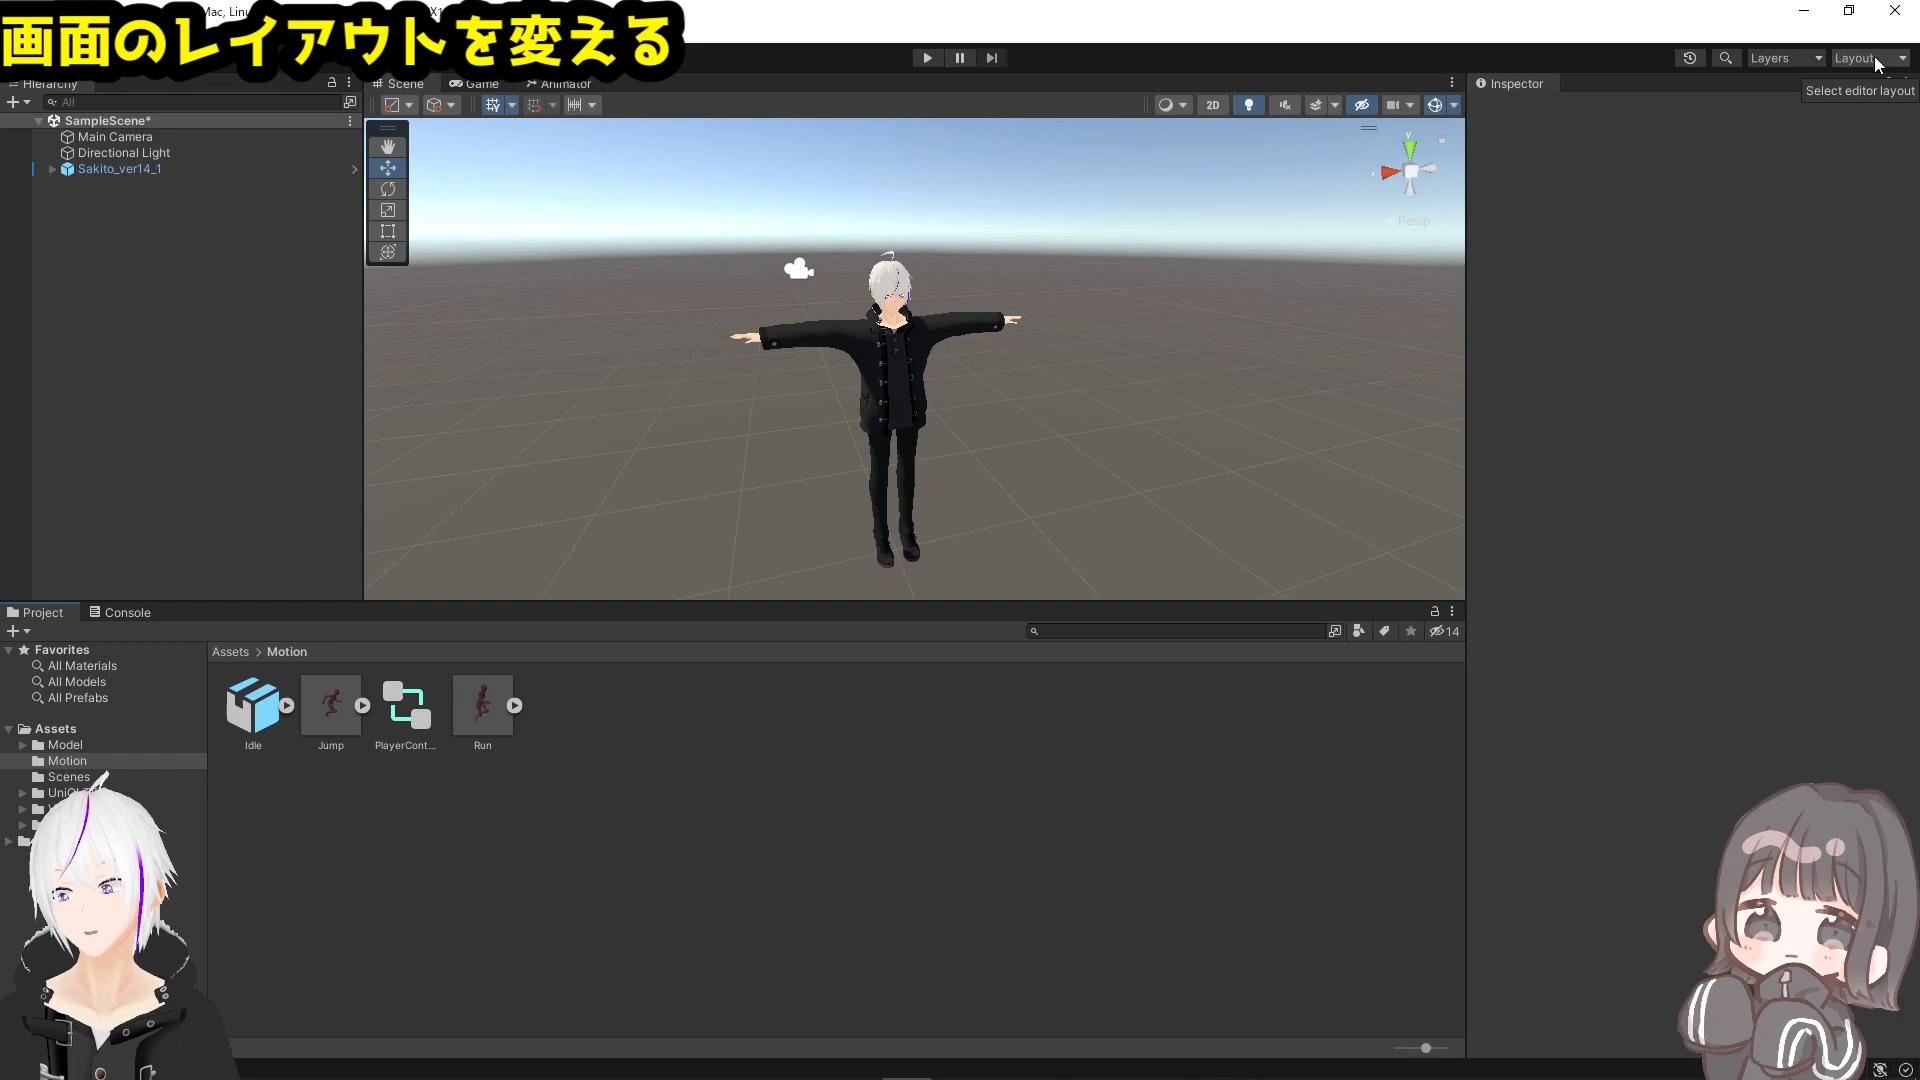 画面のレイアウトを変える
Mac, Linu
Layers
Layout
Select editor layout
Hierarchy
All
SampleScene*
Main Camera
Directional Light
Sakito_ver14_1
Scene
Game
Animator
2D
y
x
Persp
Inspector
Project
Console
14
Favorites
All Materials
All Models
All Prefabs
Assets
Model
Motion
Scenes
Assets > Motion
Idle
Jump
PlayerCont...
Run